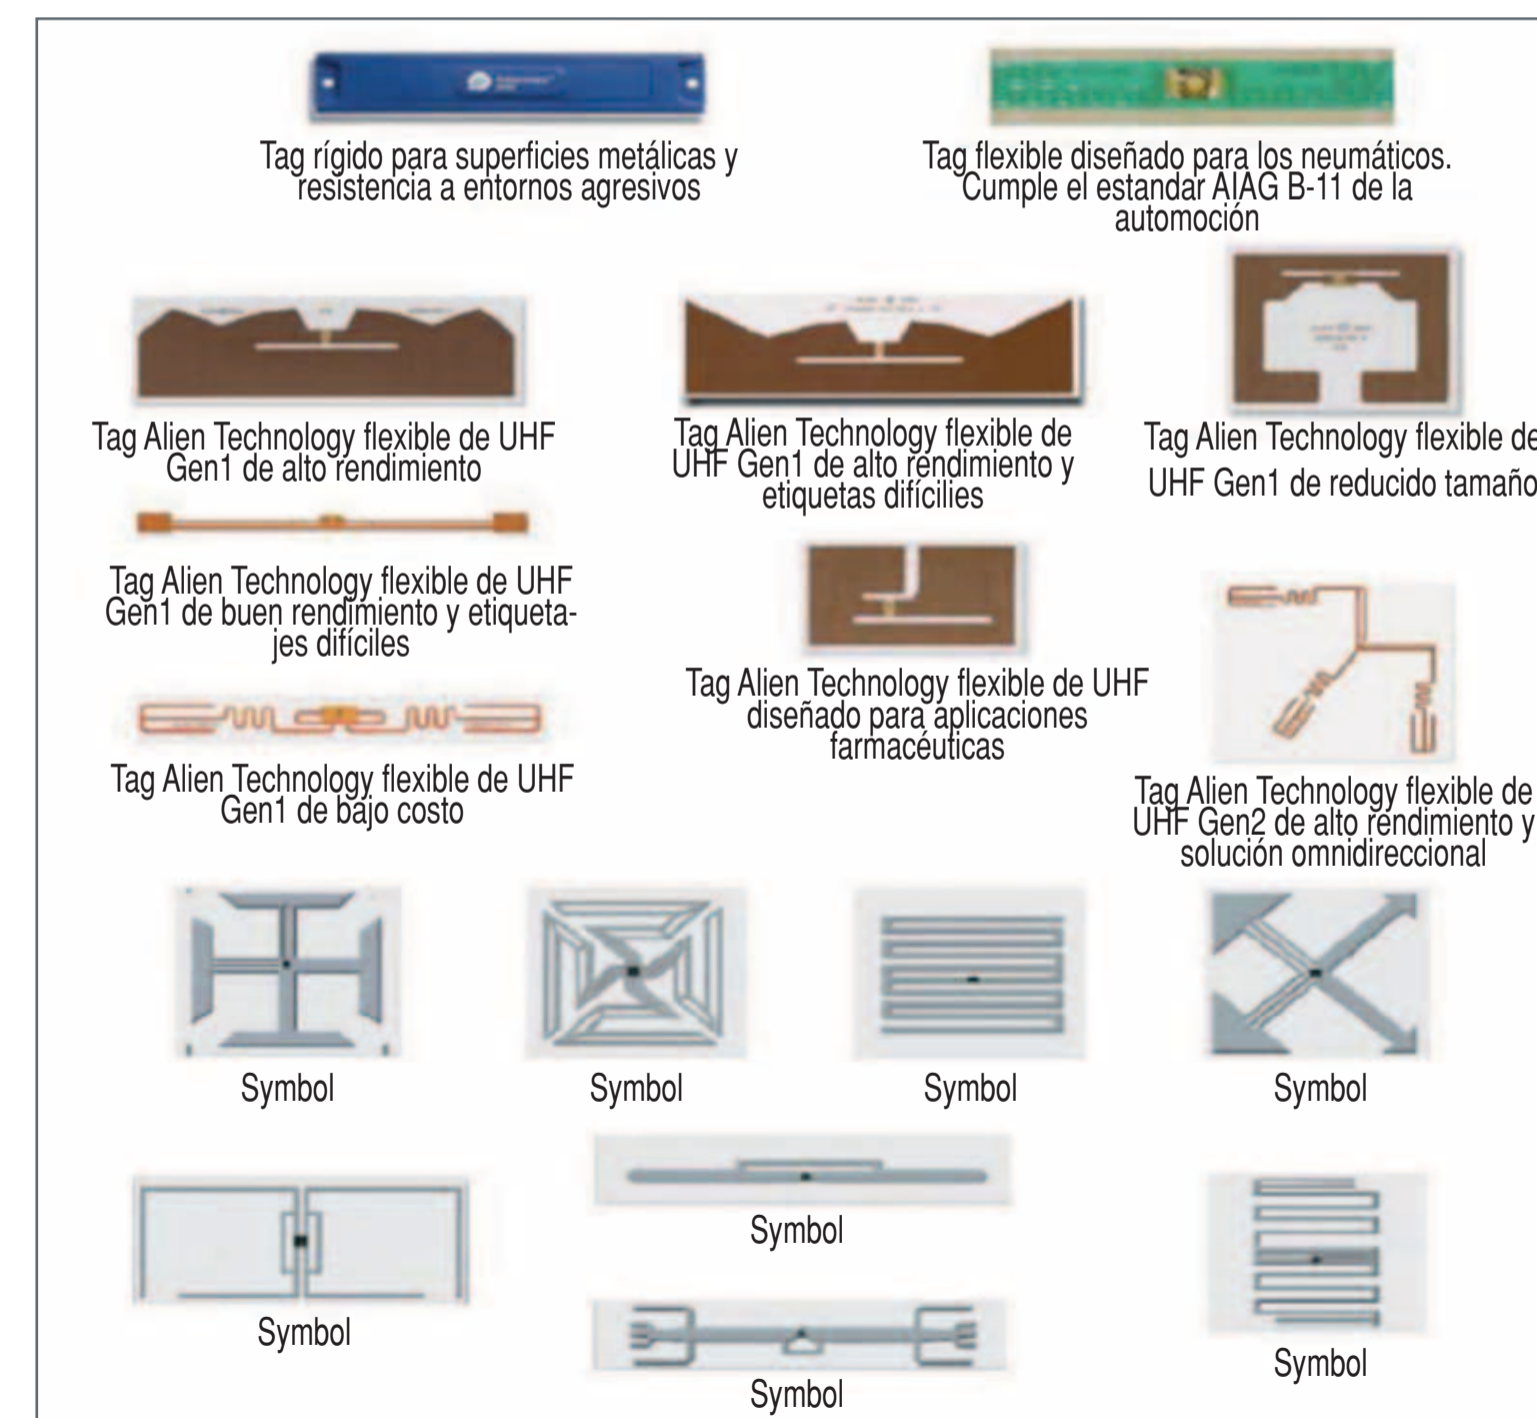 Tag rígido para superficies metálicas y
resistencia a entornos agresivos
Tag flexible diseñado para los neumáticos.
Cumple el estandar AIAG B-11 de la
automoción
Tag Alien Technology flexible de UHF
Gen1 de alto rendimiento
Tag Alien Technology flexible de
UHF Gen1 de alto rendimiento y
etiquetas difícilies
Tag Alien Technology flexible de
UHF Gen1 de reducido tamaño
Tag Alien Technology flexible de UHF
Gen1 de buen rendimiento y etiqueta-
jes difíciles
Tag Alien Technology flexible de UHF
diseñado para aplicaciones
farmacéuticas
Tag Alien Technology flexible de UHF
Gen1 de bajo costo
Tag Alien Technology flexible de
UHF Gen2 de alto rendimiento y
solución omnidireccional
Symbol
Symbol
Symbol
Symbol
Symbol
Symbol
Symbol
Symbol